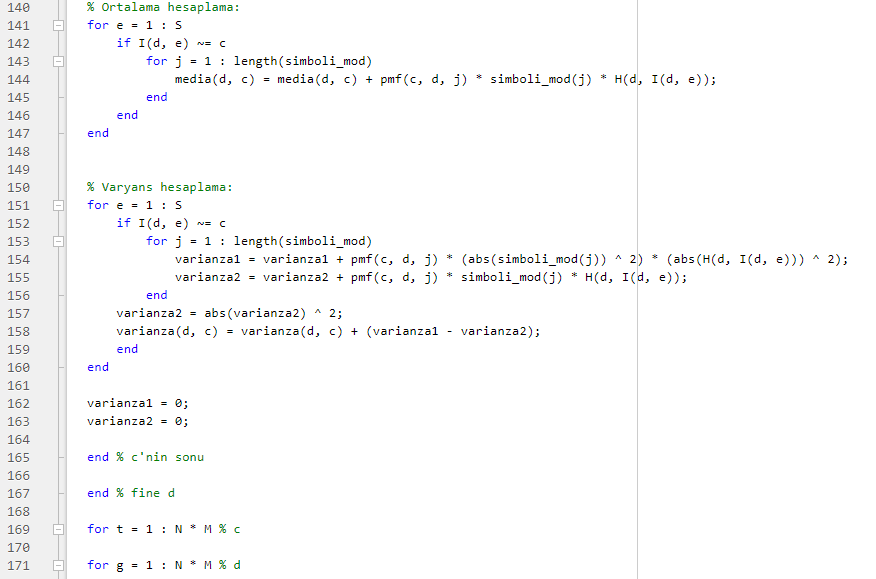 140 % Ortalama hesaplama:
141 for e = 1 : S
142 if I(d, e) ~= c
143 for j = 1 : length(simboli_mod)
144 media(d, c) = media(d, c) + pmf(c, d, j) * simboli_mod(j) * H(d, I(d, e));
145 end
146 end
147 end
148
149
150 % Varyans hesaplama:
151 for e = 1 : S
152 if I(d, e) ~= c
153 for j = 1 : length(simboli_mod)
154 varianza1 = varianza1 + pmf(c, d, j) * (abs(simboli_mod(j)) ^ 2) * (abs(H(d, I(d, e))) ^ 2);
155 varianza2 = varianza2 + pmf(c, d, j) * simboli_mod(j) * H(d, I(d, e));
156 end
157 varianza2 = abs(varianza2) ^ 2;
158 varianza(d, c) = varianza(d, c) + (varianza1 - varianza2);
159 end
160 end
161
162 varianza1 = 0;
163 varianza2 = 0;
164
165 end % c'nin sonu
166
167 end % fine d
168
169 for t = 1 : N * M % c
170
171 for g = 1 : N * M % d